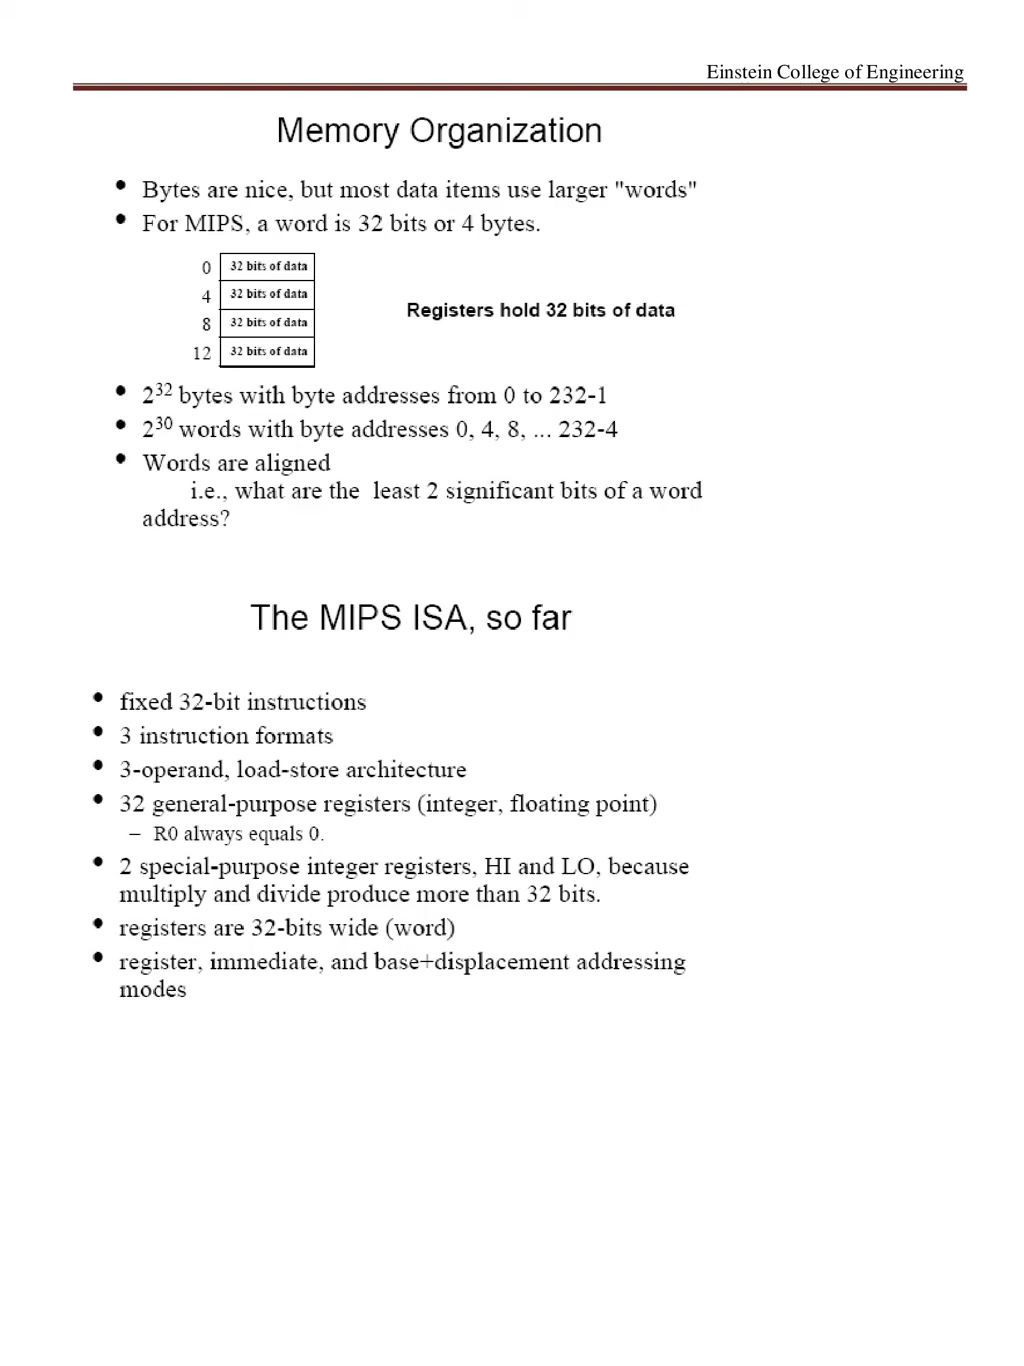 Einstein College of Engineering
Memory Organization
• Bytes are nice, but most data items use larger "words"
• For MIPS, a word is 32 bits or 4 bytes.
0 32 bits of data
4 32 bits of data
8 32 bits of data
12 32 bits of data
Registers hold 32 bits of data
• 2³² bytes with byte addresses from 0 to 232-1
• 2³⁰ words with byte addresses 0, 4, 8, ... 232-4
• Words are aligned
i.e., what are the least 2 significant bits of a word
address?
The MIPS ISA, so far
• fixed 32-bit instructions
• 3 instruction formats
• 3-operand, load-store architecture
• 32 general-purpose registers (integer, floating point)
– R0 always equals 0.
• 2 special-purpose integer registers, HI and LO, because
multiply and divide produce more than 32 bits.
• registers are 32-bits wide (word)
• register, immediate, and base+displacement addressing
modes